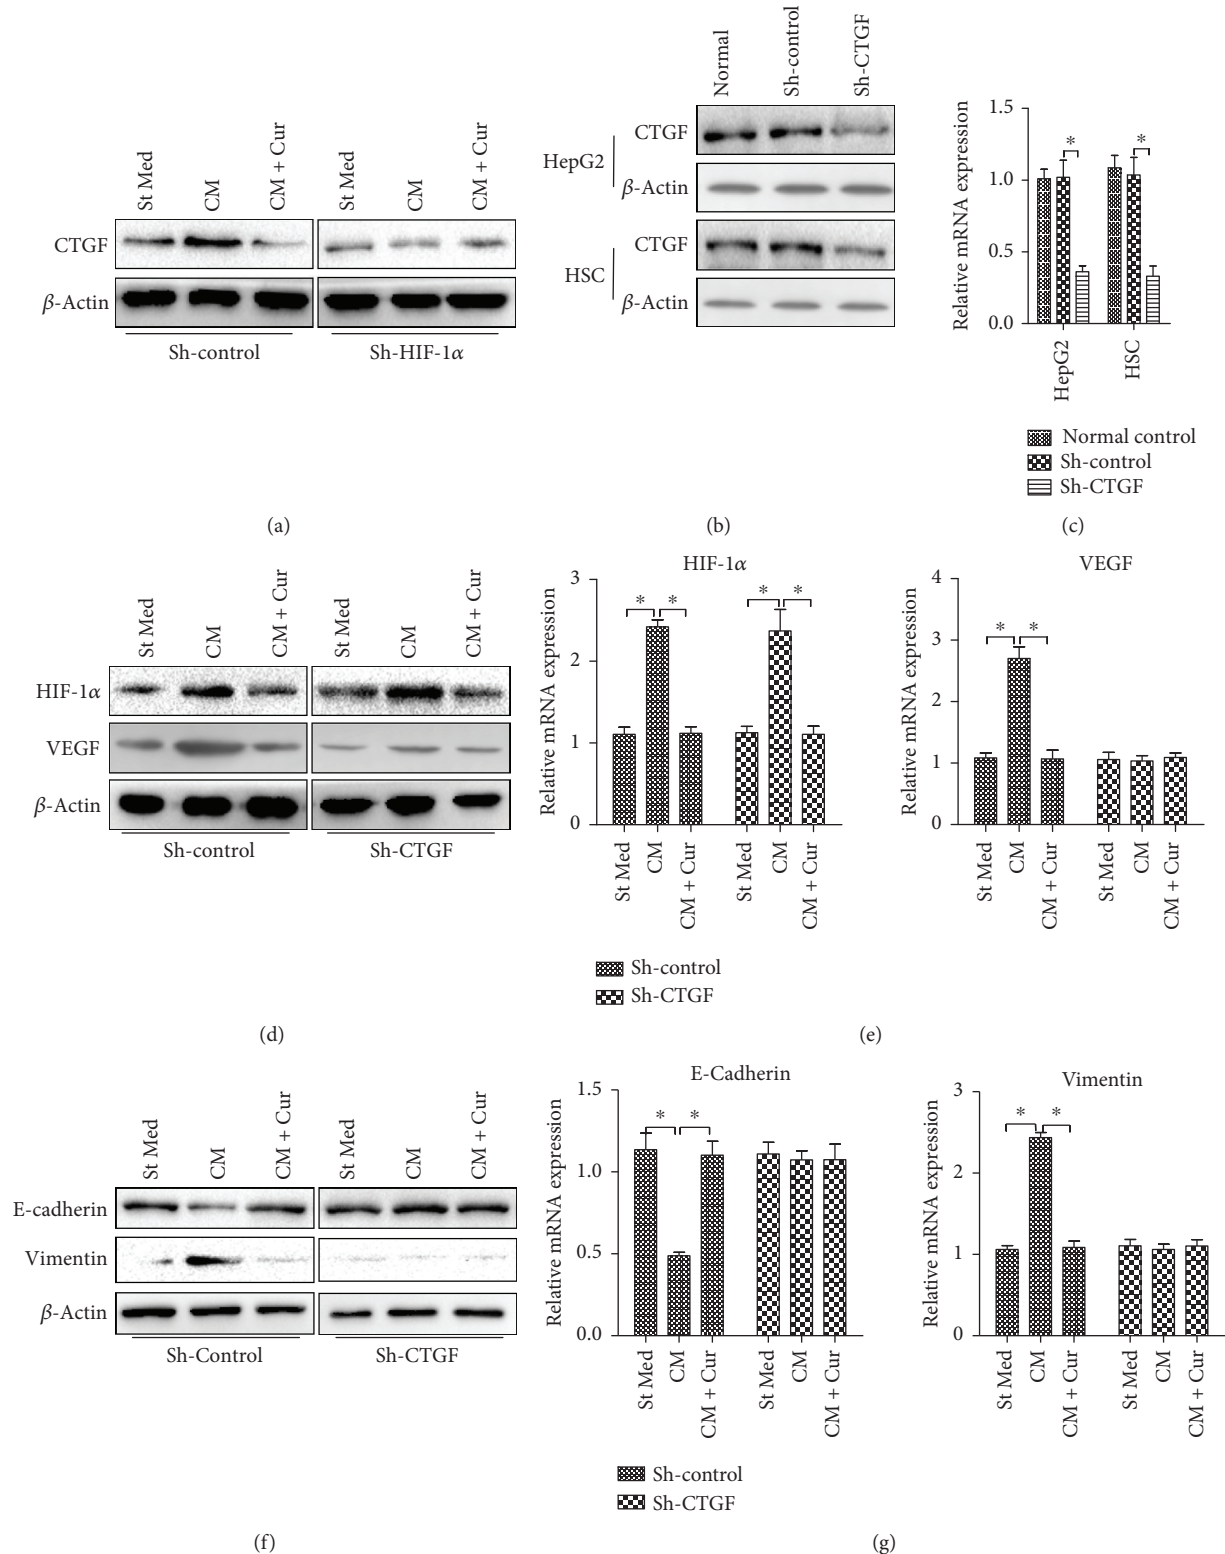 St Med
CM
CM + Cur
St Med
CM
CM + Cur
CTGF
β-Actin
Sh-control
Sh-HIF-1α
(a)
Normal
Sh-control
Sh-CTGF
HepG2
CTGF
β-Actin
HSC
CTGF
β-Actin
(b)
Relative mRNA expression
1.5
1.0
0.5
0.0
*
*
HepG2
HSC
Normal control
Sh-control
Sh-CTGF
(c)
St Med
CM
CM + Cur
St Med
CM
CM + Cur
HIF-1α
VEGF
β-Actin
Sh-control
Sh-CTGF
(d)
HIF-1α
Relative mRNA expression
3
2
1
0
*
*
*
*
St Med
CM
CM + Cur
St Med
CM
CM + Cur
VEGF
Relative mRNA expression
4
3
2
1
0
*
*
St Med
CM
CM + Cur
St Med
CM
CM + Cur
Sh-control
Sh-CTGF
(e)
St Med
CM
CM + Cur
St Med
CM
CM + Cur
E-cadherin
Vimentin
β-Actin
Sh-Control
Sh-CTGF
(f)
E-Cadherin
Relative mRNA expression
1.5
1.0
0.5
0.0
*
*
St Med
CM
CM + Cur
St Med
CM
CM + Cur
Vimentin
Relative mRNA expression
3
2
1
0
*
*
St Med
CM
CM + Cur
St Med
CM
CM + Cur
Sh-control
Sh-CTGF
(g)